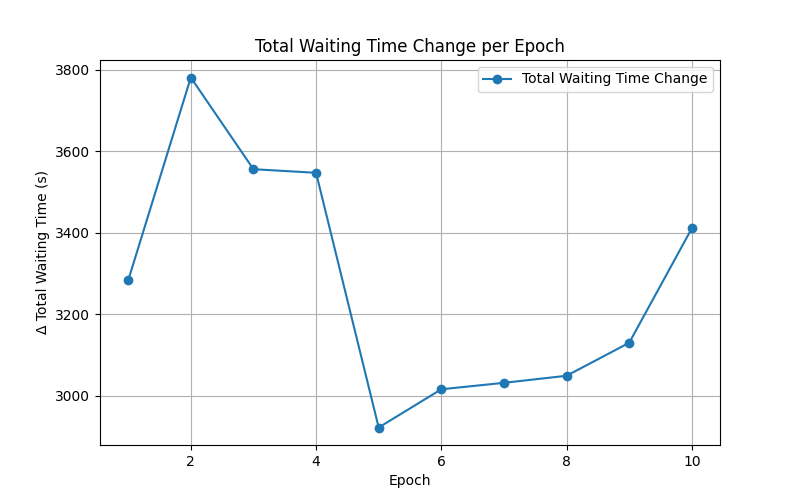 Total Waiting Time Change per Epoch
Total Waiting Time Change
Δ Total Waiting Time (s)
3800
3600
3400
3200
3000
2 4 6 8 10
Epoch